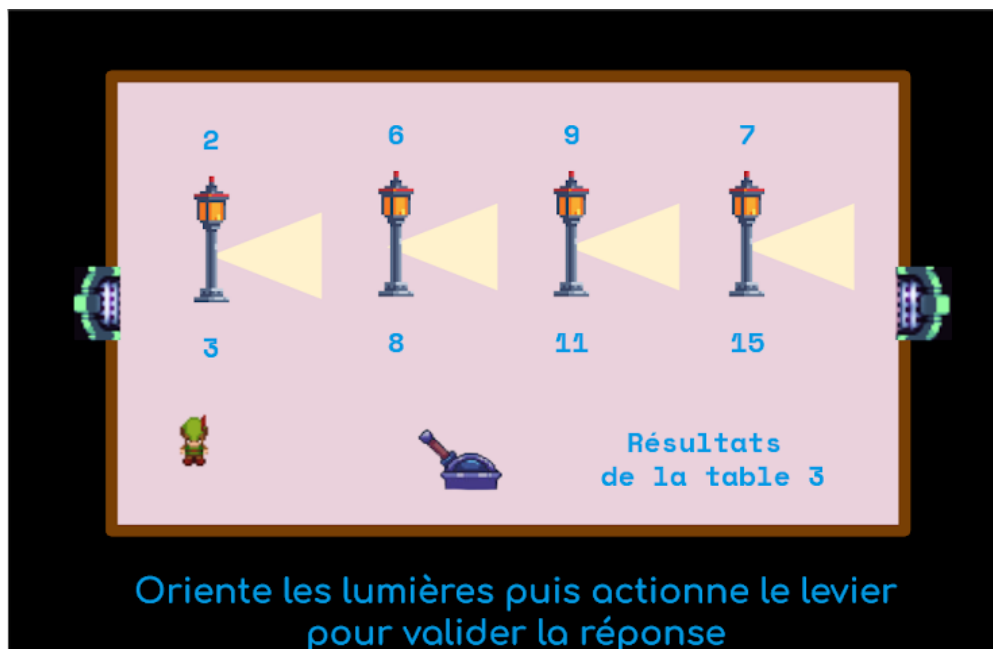 2 6 9 7
3 8 11 15
Résultats
de la table 3
Oriente les lumières puis actionne le levier
pour valider la réponse